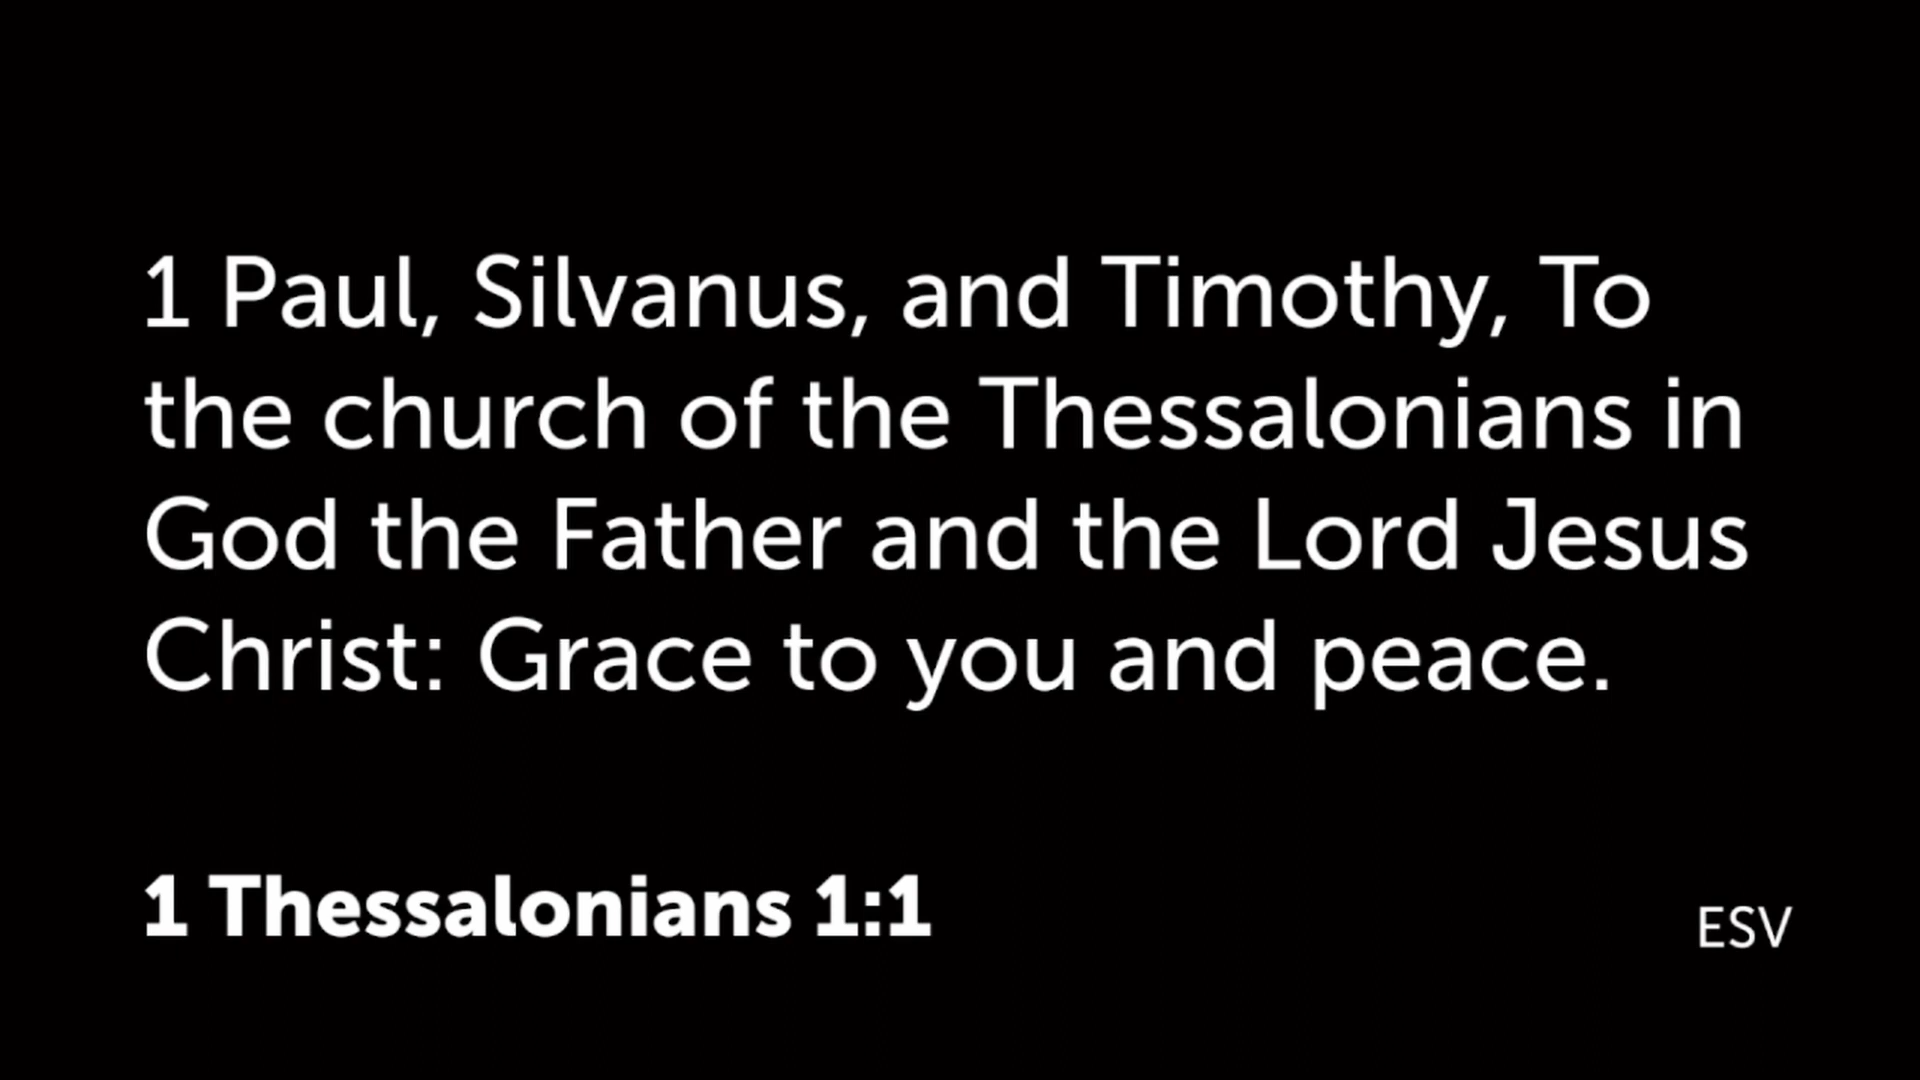 1 Paul, Silvanus, and Timothy, To
the church of the Thessalonians in
God the Father and the Lord Jesus
Christ: Grace to you and peace.
1 Thessalonians 1:1
ESV